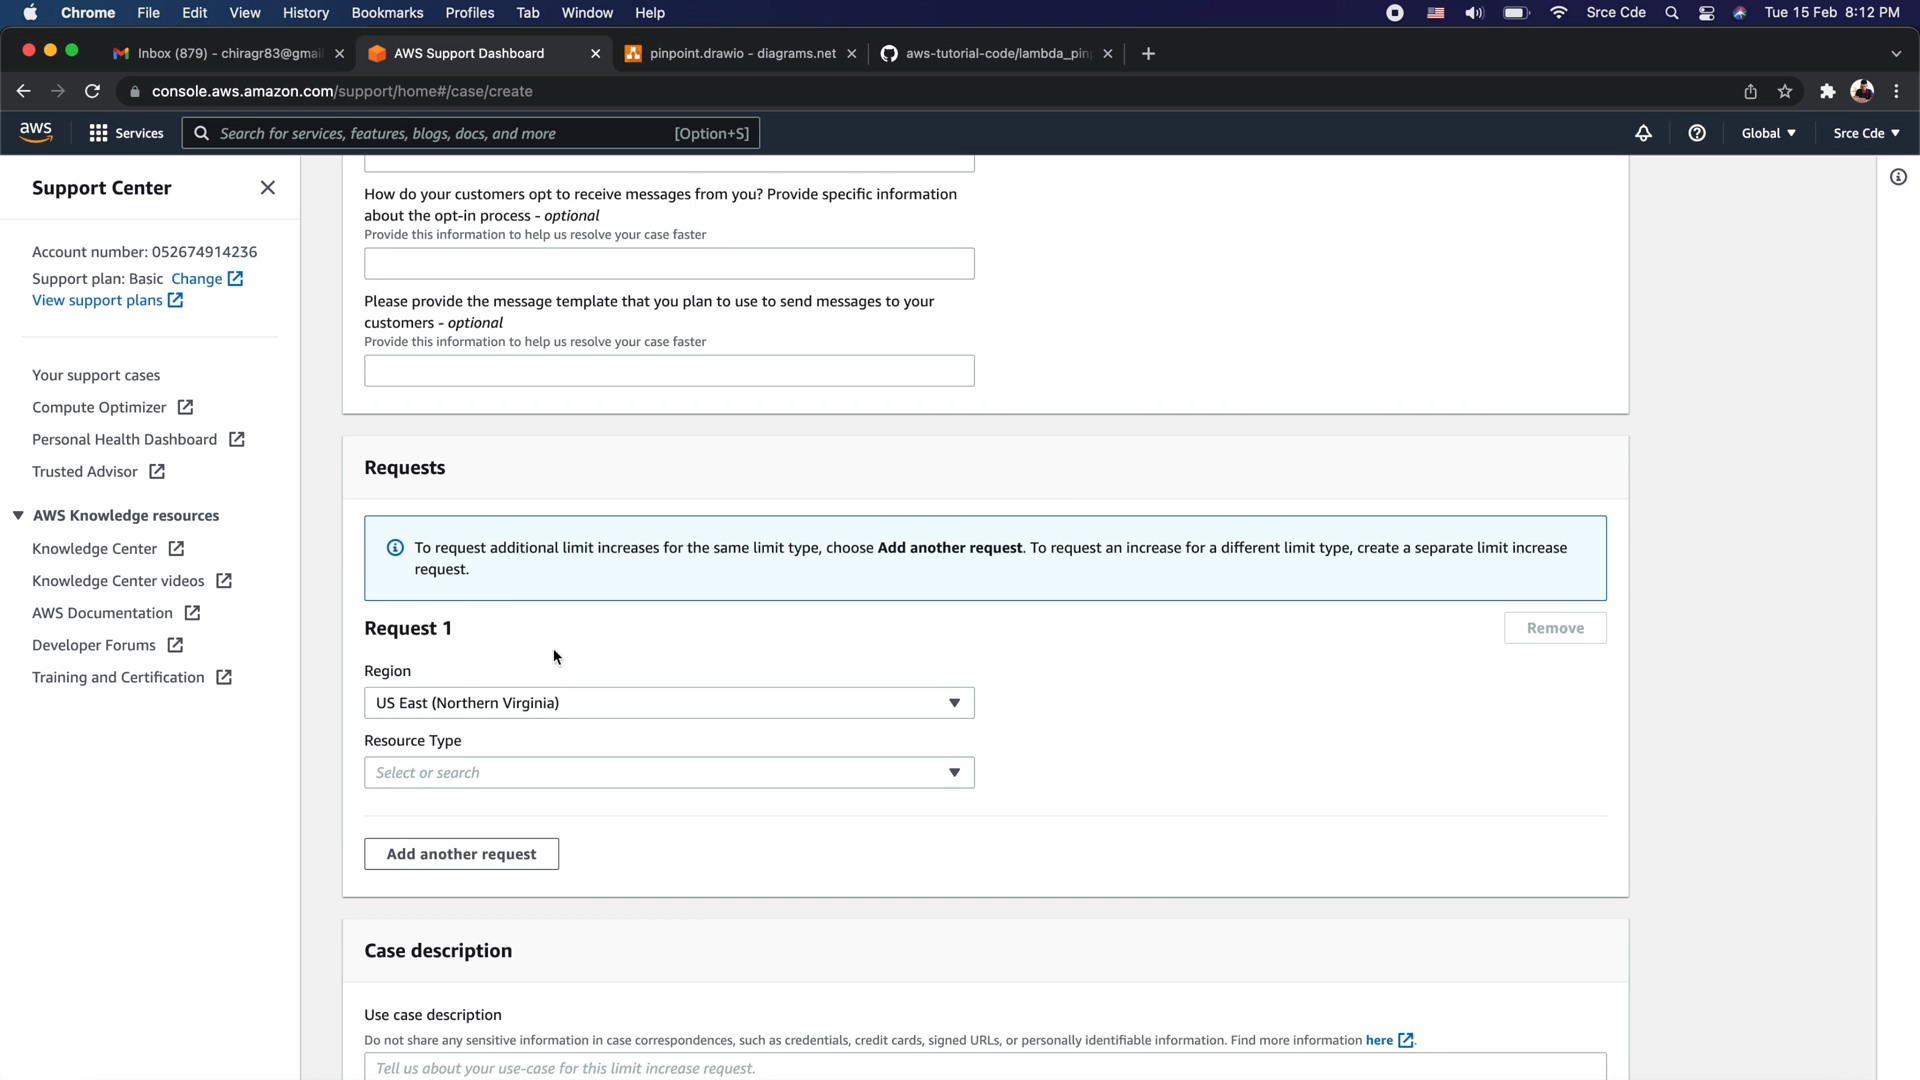 Chrome File Edit View History Bookmarks Profiles Tab Window Help Srce Cde Tue 15 Feb 8:12 PM
Inbox (879) - chiragr83@gmai AWS Support Dashboard pinpoint.drawio - diagrams.net aws-tutorial-code/lambda_pin
console.aws.amazon.com/support/home#/case/create
aws Services Search for services, features, blogs, docs, and more [Option+S] Global Srce Cde
Support Center
Account number: 052674914236
Support plan: Basic Change
View support plans
Your support cases
Compute Optimizer
Personal Health Dashboard
Trusted Advisor
AWS Knowledge resources
Knowledge Center
Knowledge Center videos
AWS Documentation
Developer Forums
Training and Certification
How do your customers opt to receive messages from you? Provide specific information
about the opt-in process - optional
Provide this information to help us resolve your case faster
Please provide the message template that you plan to use to send messages to your
customers - optional
Provide this information to help us resolve your case faster
Requests
To request additional limit increases for the same limit type, choose Add another request. To request an increase for a different limit type, create a separate limit increase
request.
Request 1
Remove
Region
US East (Northern Virginia)
Resource Type
Select or search
Add another request
Case description
Use case description
Do not share any sensitive information in case correspondences, such as credentials, credit cards, signed URLs, or personally identifiable information. Find more information here.
Tell us about your use-case for this limit increase request.